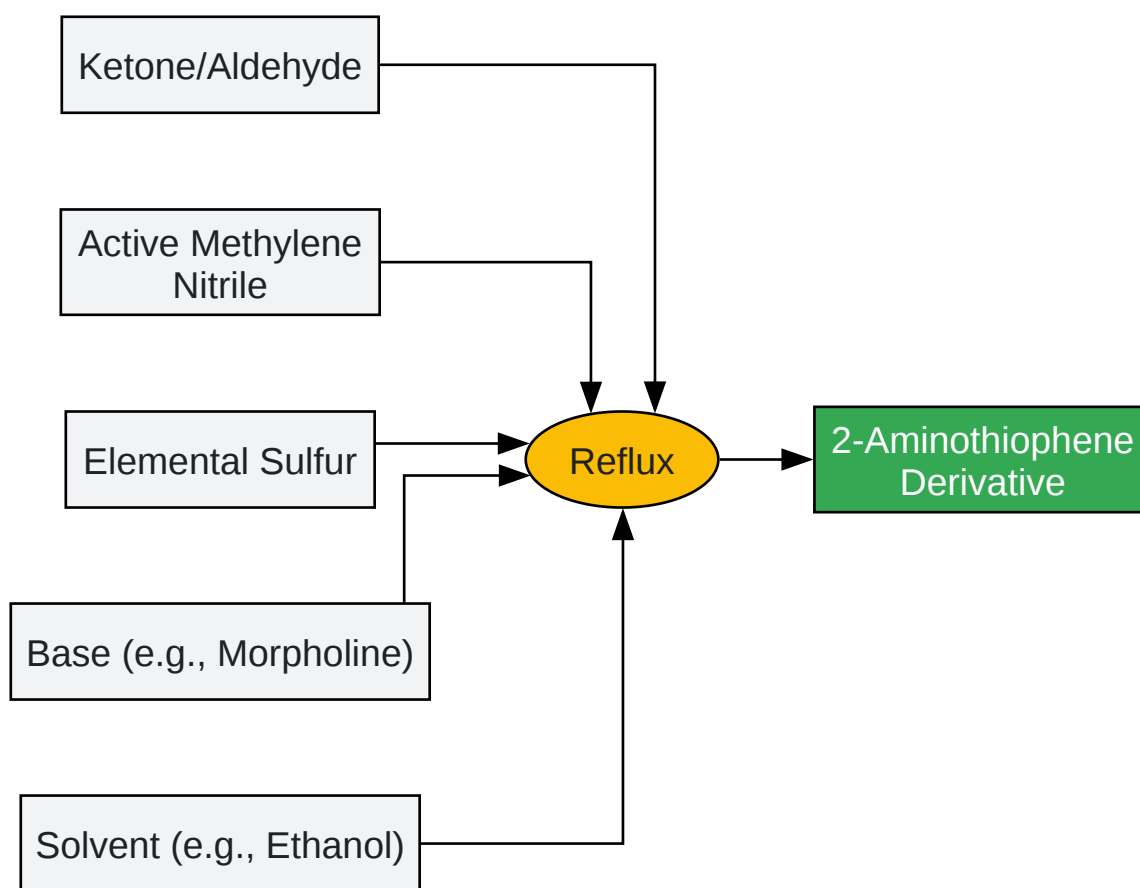 Ketone/Aldehyde
Active Methylene
Nitrile
Elemental Sulfur
Reflux
2-Aminothiophene
Derivative
Base (e.g., Morpholine)
Solvent (e.g., Ethanol)